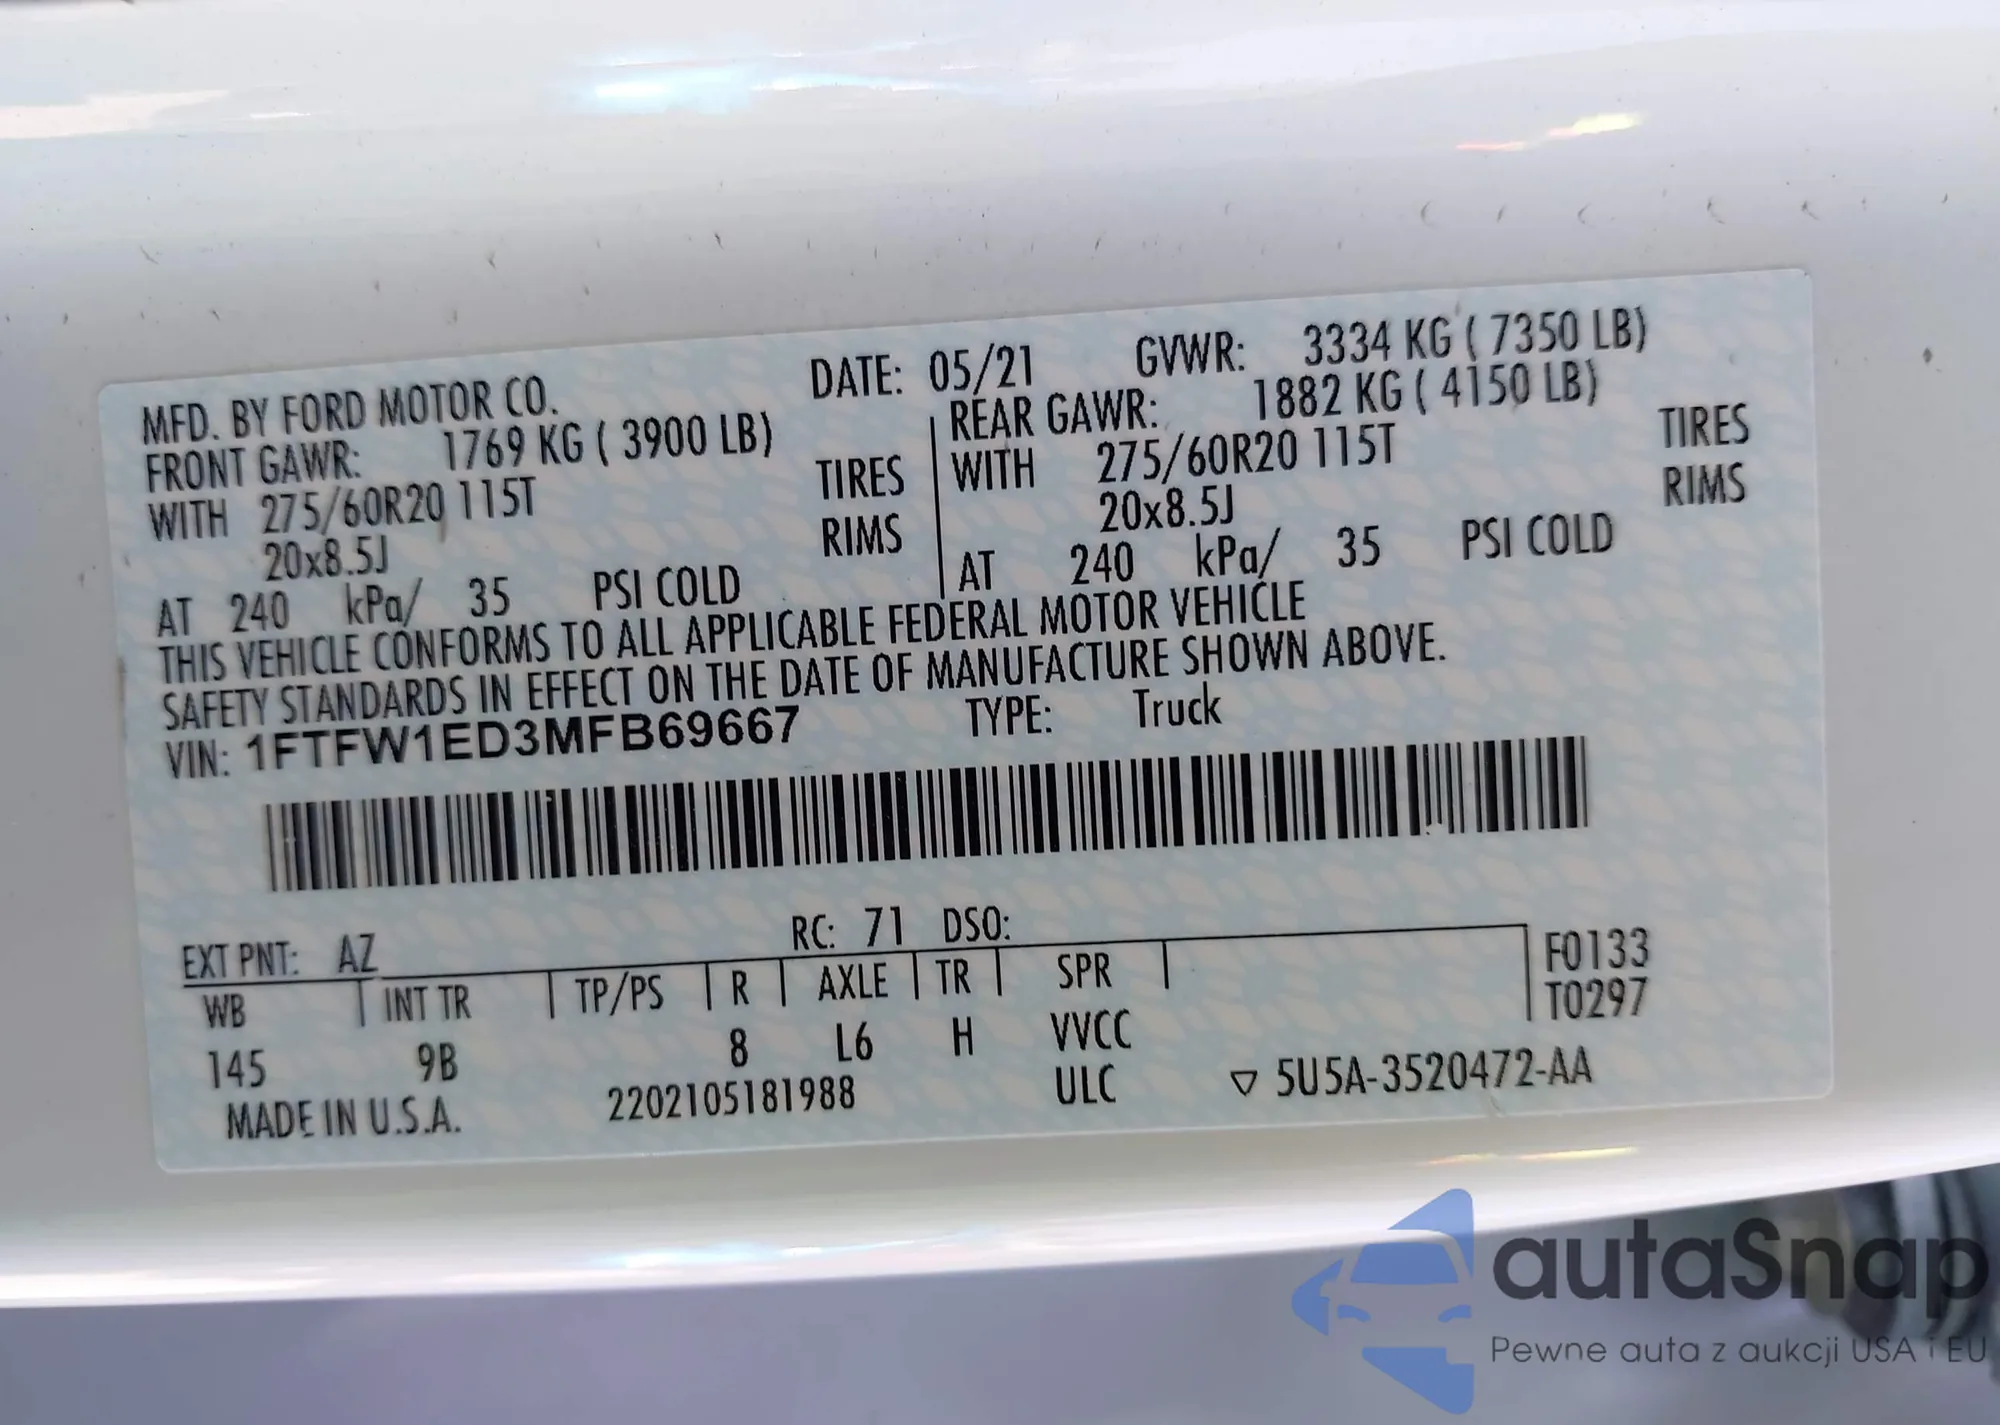 MFD. BY FORD MOTOR CO. DATE: 05/21 GVWR: 3334 KG ( 7350 LB)
FRONT GAWR: 1769 KG ( 3900 LB) REAR GAWR: 1882 KG ( 4150 LB)
WITH 275/60R20 115T TIRES WITH 275/60R20 115T TIRES
20x8.5J RIMS 20x8.5J RIMS
AT 240 kPa/ 35 PSI COLD AT 240 kPa/ 35 PSI COLD
THIS VEHICLE CONFORMS TO ALL APPLICABLE FEDERAL MOTOR VEHICLE
SAFETY STANDARDS IN EFFECT ON THE DATE OF MANUFACTURE SHOWN ABOVE.
VIN: 1FTFW1ED3MFB69667 TYPE: Truck
EXT PNT: AZ RC: 71 DSO:
WB INT TR TP/PS R AXLE TR SPR F0133
T0297
145 9B 8 L6 H VVCC
MADE IN U.S.A. 2202105181988 ULC ▽ 5U5A-3520472-AA
autaSnap
Pewne auta z aukcji USA i EU